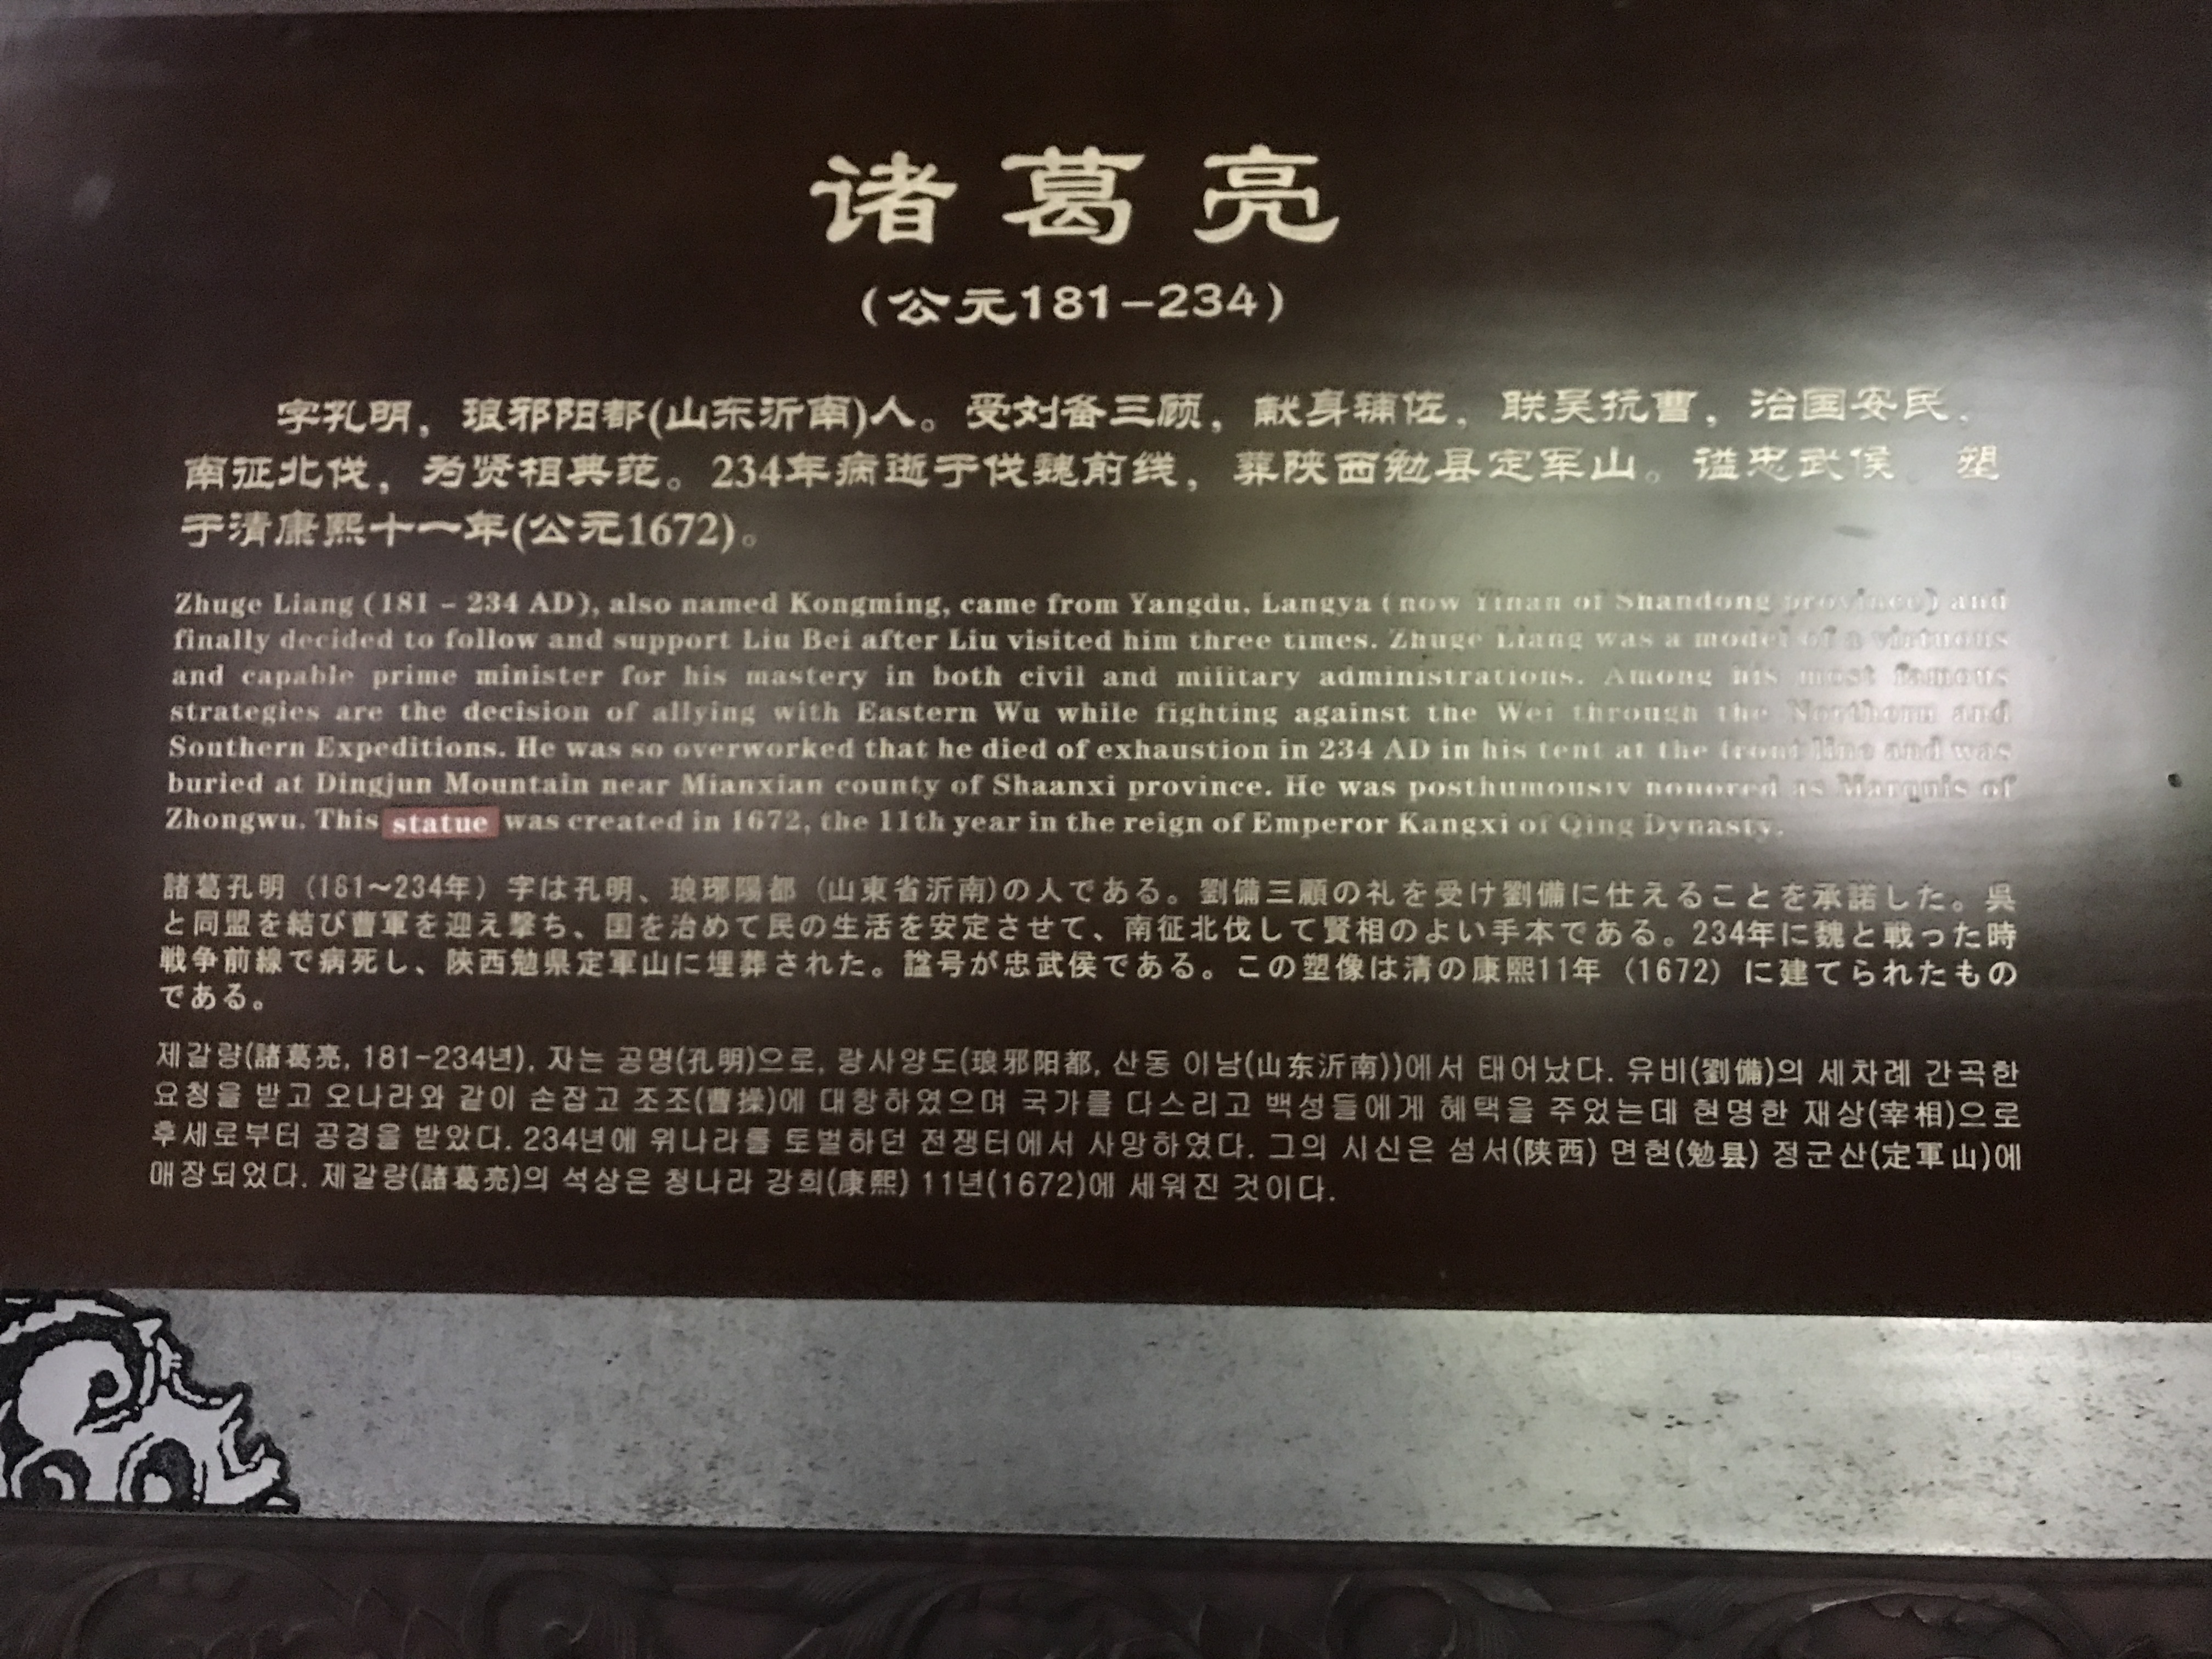 诸葛亮
(公元181-234)
字孔明，琅邪阳都(山东沂南)人。受刘备三顾，献身辅佐，联吴抗曹，治国安民，
南征北伐，为贤相典范。234年病逝于伐魏前线，葬陕西勉县定军山。谥忠武侯 塑
于清康熙十一年(公元1672)。
Zhuge Liang (181 - 234 AD), also named Kongming, came from Yangdu, Langya (now Yinan of Shandong province) and
finally decided to follow and support Liu Bei after Liu visited him three times. Zhuge Liang was a model of a virtuous
and capable prime minister for his mastery in both civil and military administrations. Among his most famous
strategies are the decision of allying with Eastern Wu while fighting against the Wei through the Northern and
Southern Expeditions. He was so overworked that he died of exhaustion in 234 AD in his tent at the front line and was
buried at Dingjun Mountain near Mianxian county of Shaanxi province. He was posthumously honored as Marquis of
Zhongwu. This statue was created in 1672, the 11th year in the reign of Emperor Kangxi of Qing Dynasty.
諸葛孔明（181～234年）字は孔明、琅琊陽都（山東省沂南)の人である。劉備三顧の礼を受け劉備に仕えることを承諾した。呉
と同盟を結び曹軍を迎え撃ち、国を治めて民の生活を安定させて、南征北伐して賢相のよい手本である。234年に魏と戦った時
戦争前線で病死し、陝西勉県定軍山に埋葬された。諡号が忠武侯である。この塑像は清の康熙11年（1672）に建てられたもの
である。
제갈량(諸葛亮, 181-234년), 자는 공명(孔明)으로, 랑사양도(琅邪阳都, 산동 이남(山东沂南))에서 태어났다. 유비(劉備)의 세차례 간곡한
요청을 받고 오나라와 같이 손잡고 조조(曹操)에 대항하였으며 국가를 다스리고 백성들에게 혜택을 주었는데 현명한 재상(宰相)으로
후세로부터 공경을 받았다. 234년에 위나라를 토벌하던 전쟁터에서 사망하였다. 그의 시신은 섬서(陕西) 면현(勉县) 정군산(定軍山)에
매장되었다. 제갈량(諸葛亮)의 석상은 청나라 강희(康熙) 11년(1672)에 세워진 것이다.